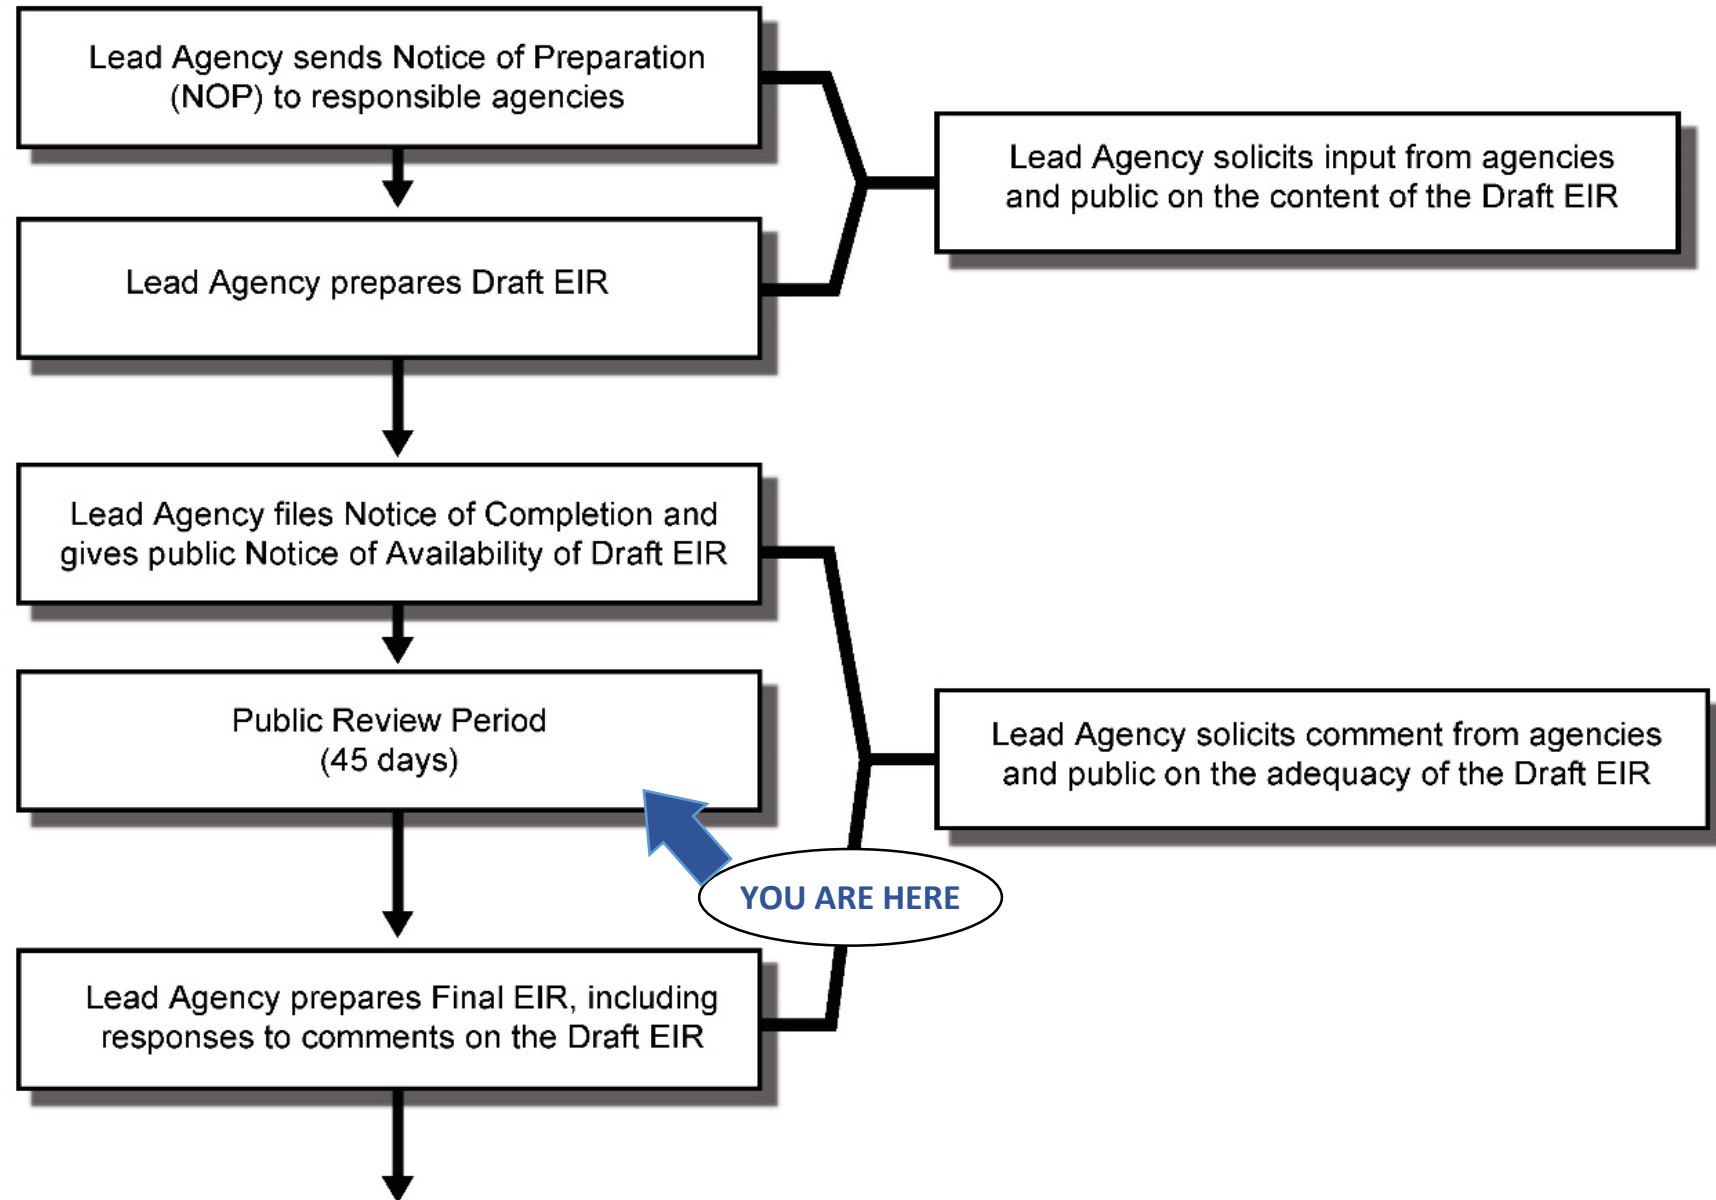 Lead Agency sends Notice of Preparation
(NOP) to responsible agencies
Lead Agency solicits input from agencies
and public on the content of the Draft EIR
Lead Agency prepares Draft EIR
Lead Agency files Notice of Completion and
gives public Notice of Availability of Draft EIR
Public Review Period
(45 days)
Lead Agency solicits comment from agencies
and public on the adequacy of the Draft EIR
YOU ARE HERE
Lead Agency prepares Final EIR, including
responses to comments on the Draft EIR